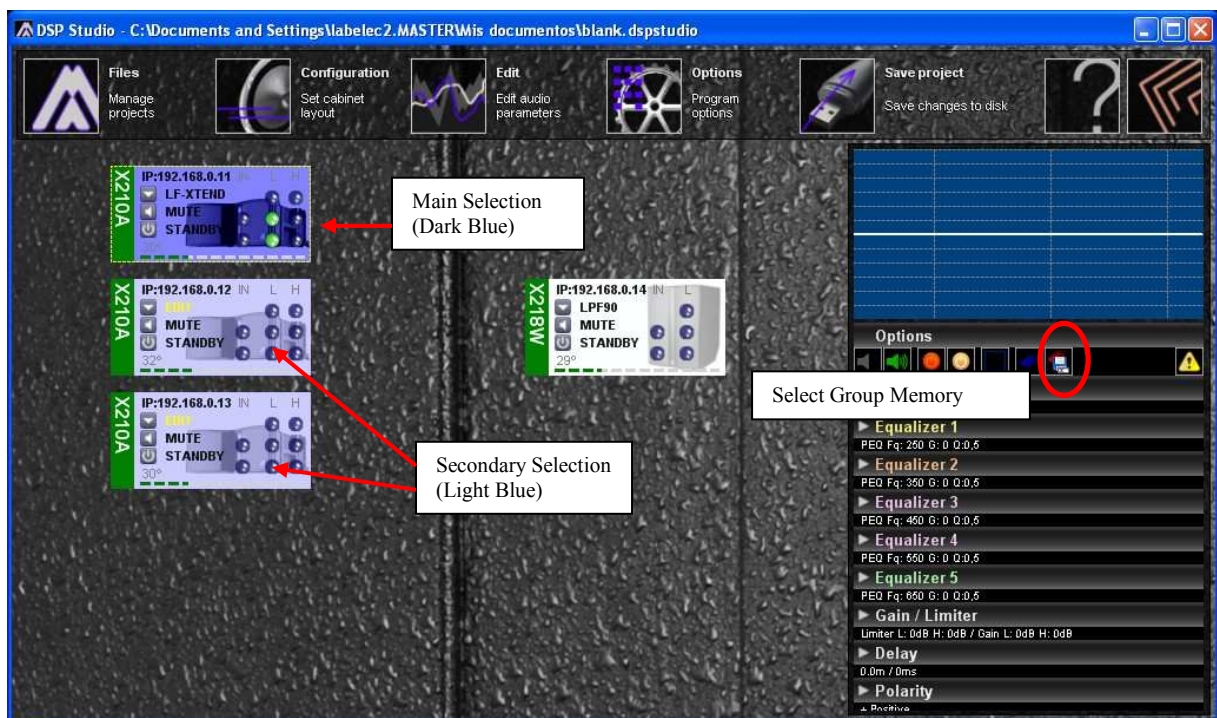 DSP Studio - C:\Documents and Settings\labelec2.MASTER\Mis documentos\blank.dspstudio
Files
Manage
projects
Configuration
Set cabinet
layout
Edit
Edit audio
parameters
Options
Program
options
Save project
Save changes to disk
?
X210A
IP:192.168.0.11 IN L H
LF-XTEND
MUTE
STANDBY
30°
Main Selection
(Dark Blue)
X210A
IP:192.168.0.12 IN L H
EDIT
MUTE
STANDBY
32°
X218W
IP:192.168.0.14 IN L
LPF90
MUTE
STANDBY
29°
X210A
IP:192.168.0.13 IN L H
EDIT
MUTE
STANDBY
30°
Secondary Selection
(Light Blue)
Options
Select Group Memory
Equalizer 1
PEQ Fq: 250 G: 0 Q:0,5
Equalizer 2
PEQ Fq: 350 G: 0 Q:0,5
Equalizer 3
PEQ Fq: 450 G: 0 Q:0,5
Equalizer 4
PEQ Fq: 550 G: 0 Q:0,5
Equalizer 5
PEQ Fq: 650 G: 0 Q:0,5
Gain / Limiter
Limiter L: 0dB H: 0dB / Gain L: 0dB H: 0dB
Delay
0.0m / 0ms
Polarity
+ Positive